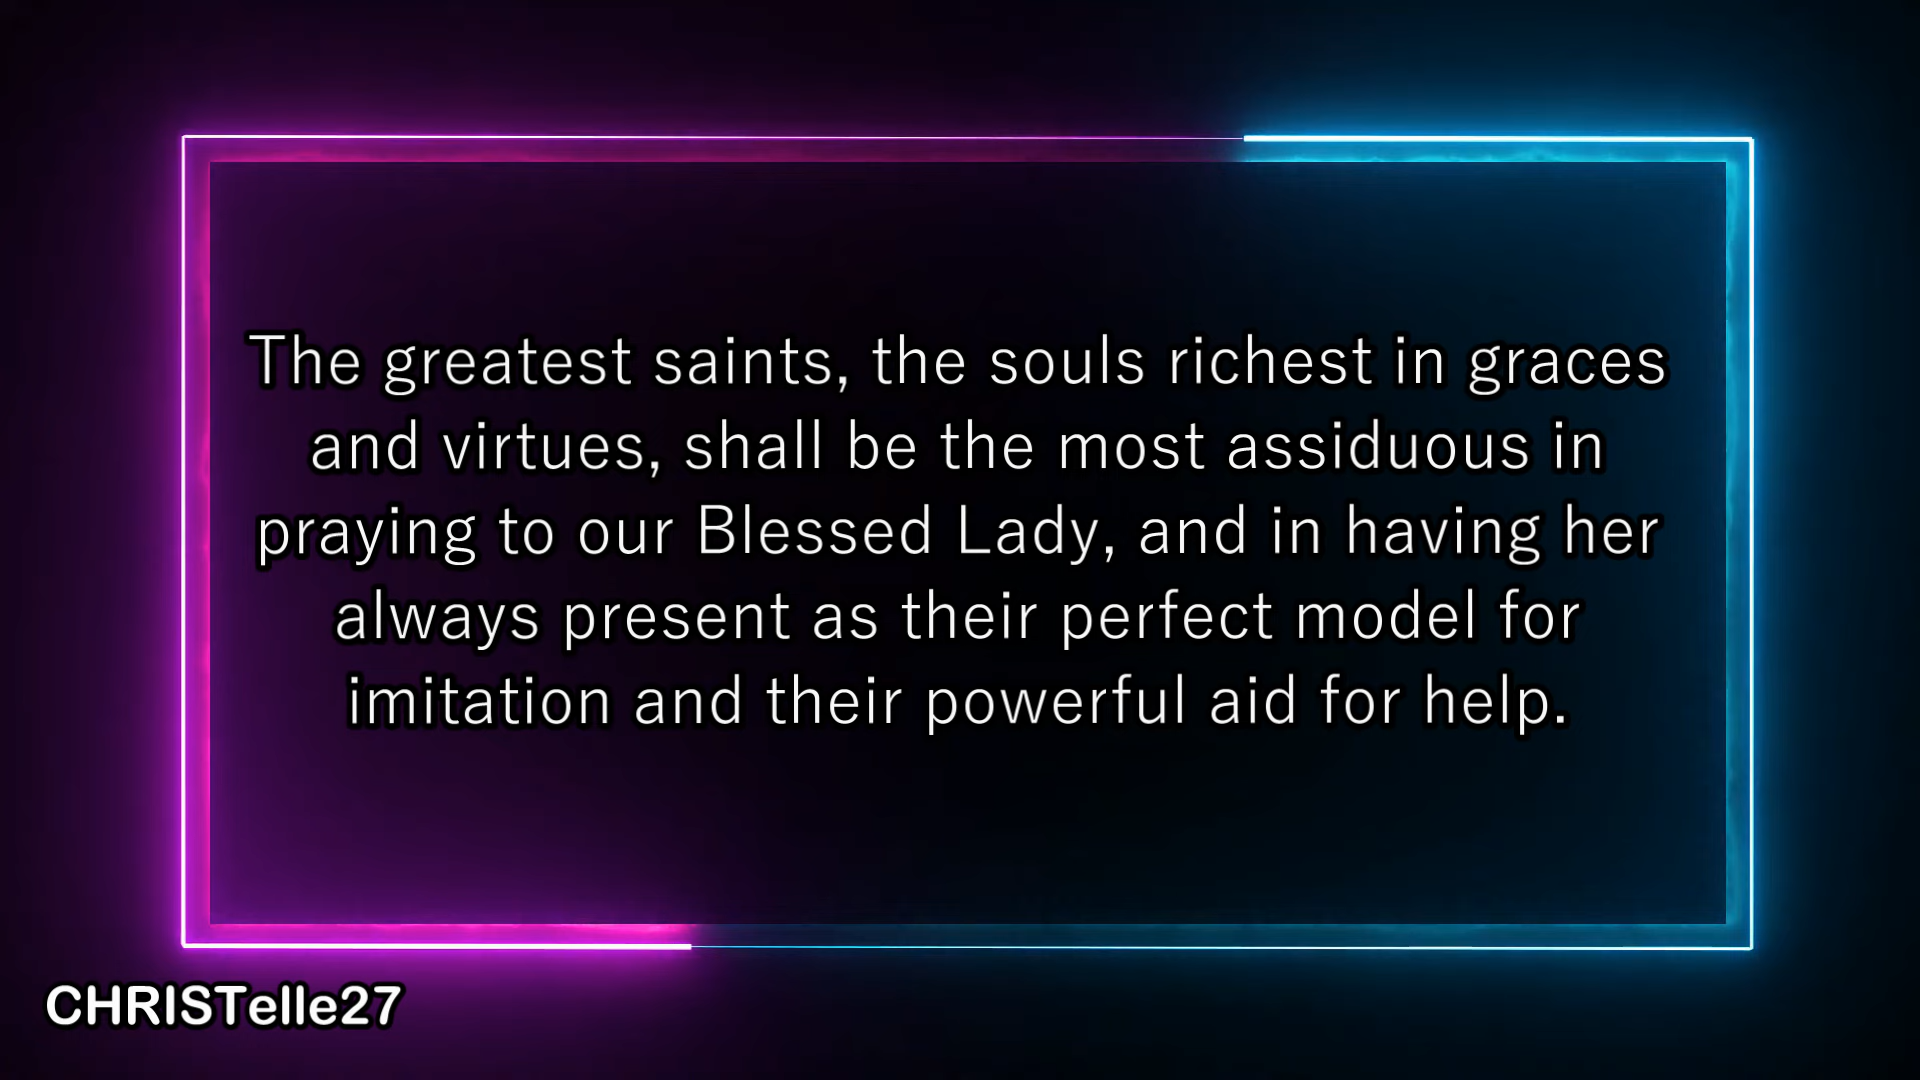 The greatest saints, the souls richest in graces
and virtues, shall be the most assiduous in
praying to our Blessed Lady, and in having her
always present as their perfect model for
imitation and their powerful aid for help.
CHRISTelle27